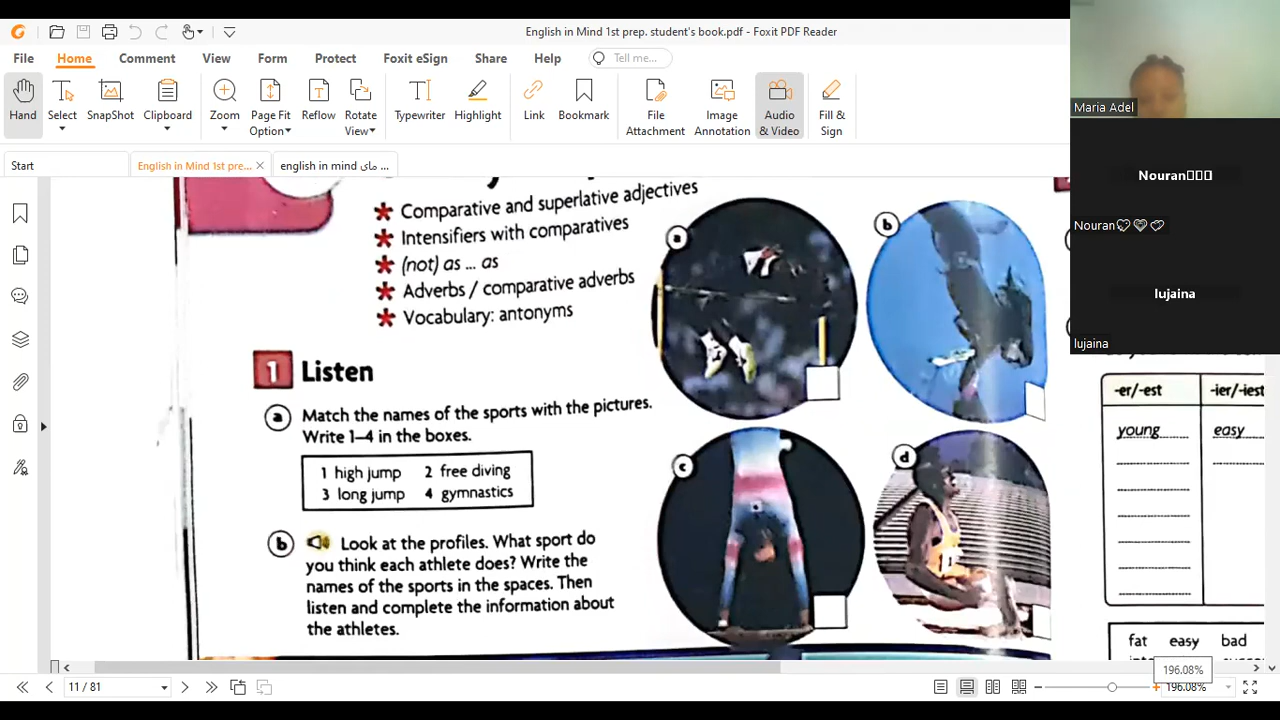 English in Mind 1st prep. student's book.pdf - Foxit PDF Reader
File Home Comment View Form Protect Foxit eSign Share Help Tell me...
Hand Select SnapShot Clipboard Zoom Page Fit Option Reflow Rotate View Typewriter Highlight Link Bookmark File Attachment Image Annotation Audio & Video Fill & Sign
Start English in Mind 1st pre... english in mind ماى ...
Comparative and superlative adjectives
Intensifiers with comparatives
(not) as ... as
Adverbs / comparative adverbs
Vocabulary: antonyms
1 Listen
a Match the names of the sports with the pictures.
Write 1–4 in the boxes.
1 high jump 2 free diving
3 long jump 4 gymnastics
b Look at the profiles. What sport do
you think each athlete does? Write the
names of the sports in the spaces. Then
listen and complete the information about
the athletes.
a
b
c
d
-er/-est -ier/-iest
young easy
fat easy bad
Maria Adel
Nouran
Nouran
lujaina
lujaina
196.08%
11 / 81
196.08%